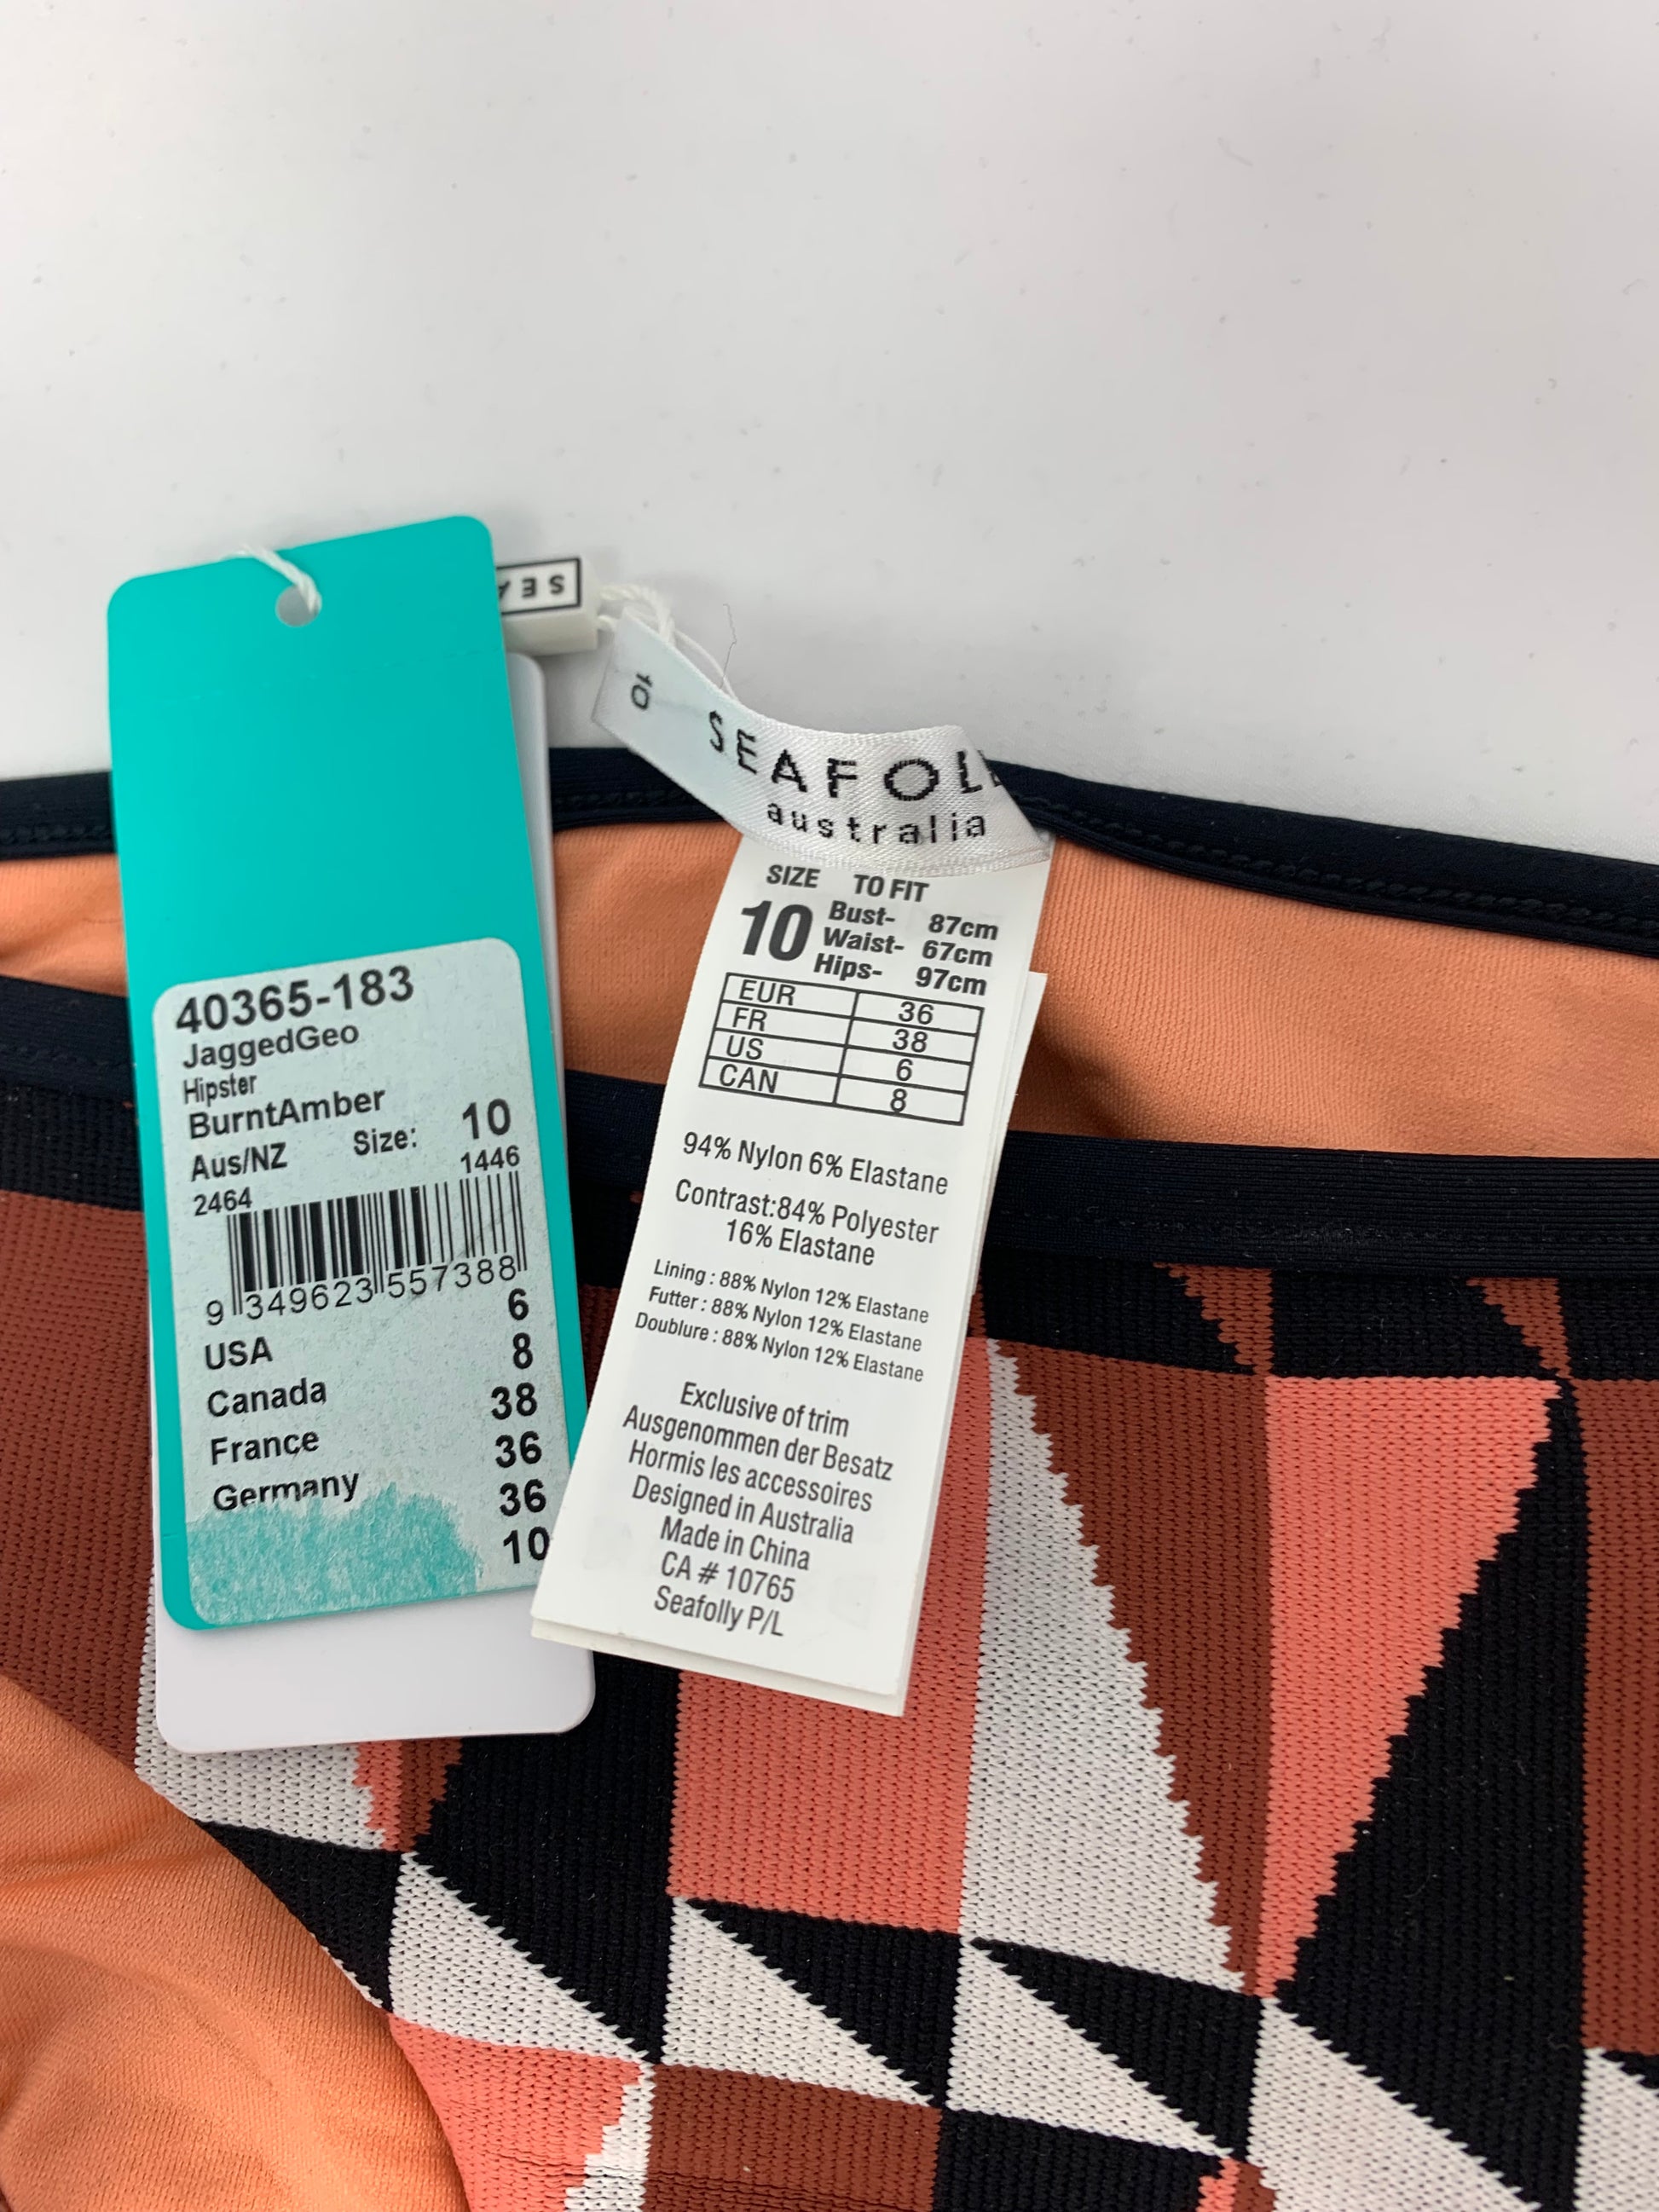 40365-183
JaggedGeo
Hipster
BurntAmber
Aus/NZ Size: 10
2464 1446
9 349623 557388
6
USA 8
Canada 38
France 36
Germany 36
10
10
SEAFOLL
australia
SIZE TO FIT
10 Bust- 87cm
Waist- 67cm
Hips- 97cm
EUR 36
FR 38
US 6
CAN 8
94% Nylon 6% Elastane
Contrast:84% Polyester
16% Elastane
Lining : 88% Nylon 12% Elastane
Futter : 88% Nylon 12% Elastane
Doublure : 88% Nylon 12% Elastane
Exclusive of trim
Ausgenommen der Besatz
Hormis les accessoires
Designed in Australia
Made in China
CA # 10765
Seafolly P/L